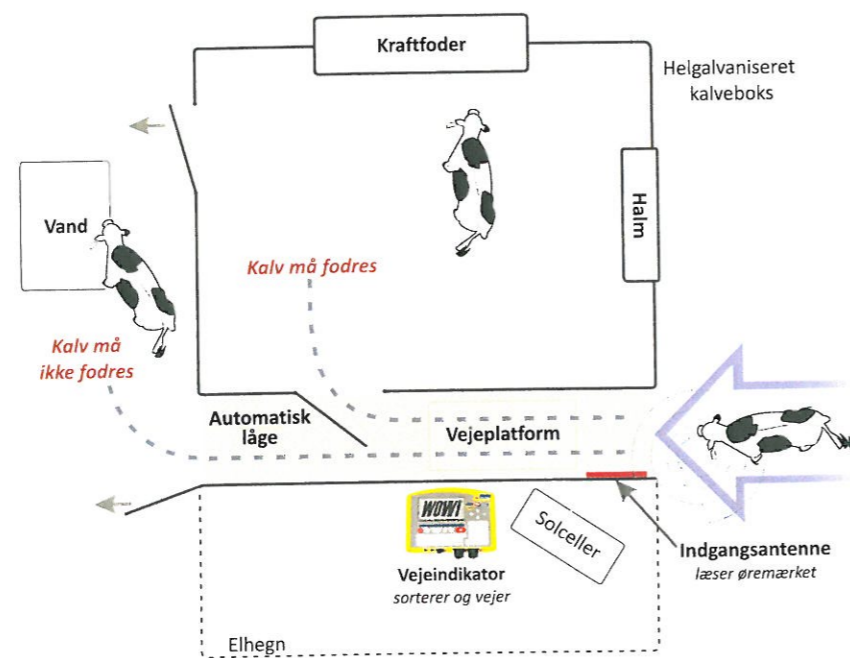 Kraftfoder
Helgalvaniseret
kalveboks
Vand
Halm
Kalv må fodres
Kalv må
ikke fodres
Automatisk
låge
Vejeplatform
WOW!
Solceller
Indgangsantenne
læser øremærket
Vejeindikator
sorterer og vejer
Elhegn